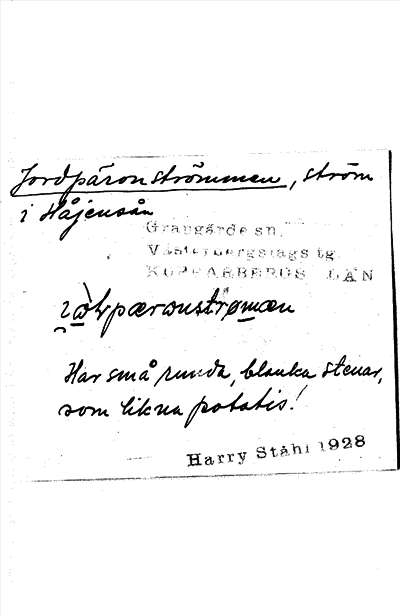 Jordpäronströmmen, ström
i Håjensån
Grangärde sn,
Västerbergslags tg
KOPPARBERGS LÄN
Har små runda, blanka stenar,
som likna potatis!
Harry Ståhl 1928